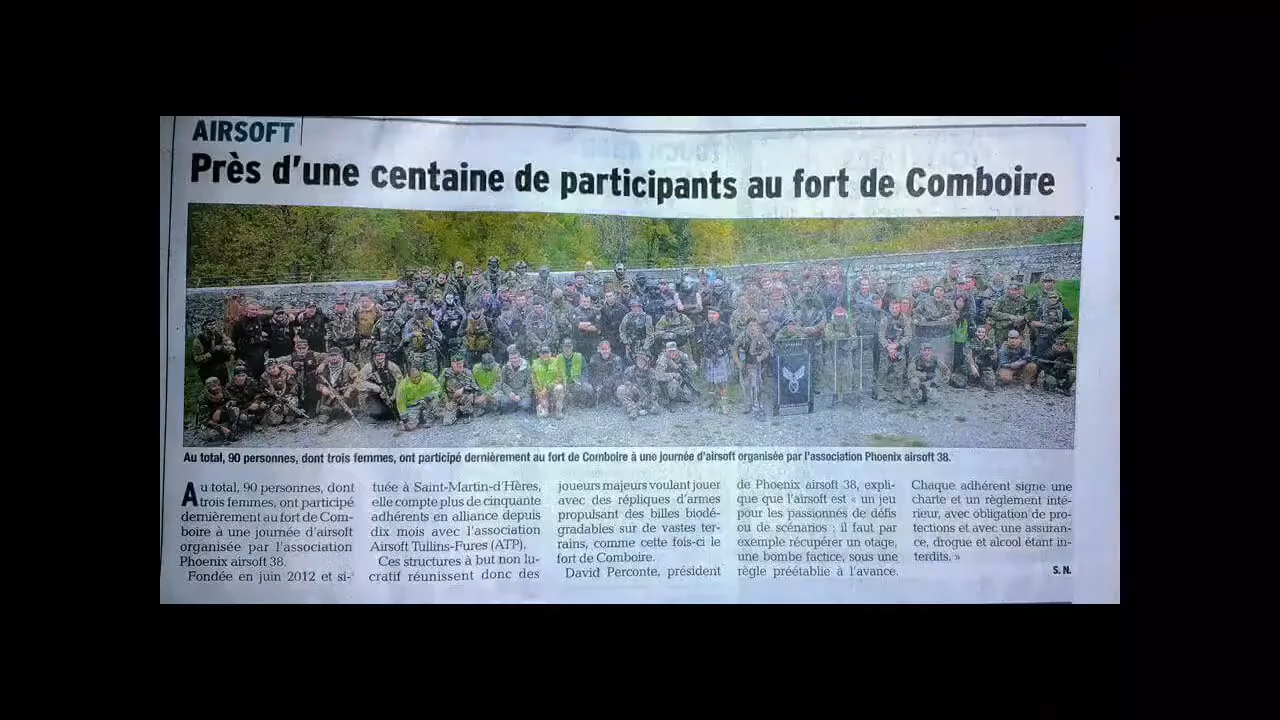 AIRSOFT
Près d'une centaine de participants au fort de Comboire
Au total, 90 personnes, dont trois femmes, ont participé dernièrement au fort de Comboire à une journée d'airsoft organisée par l'association Phoenix airsoft 38.
Au total, 90 personnes, dont
trois femmes, ont participé
dernièrement au fort de Com-
boire à une journée d'airsoft
organisée par l'association
Phoenix airsoft 38.
Fondée en juin 2012 et si-
tuée à Saint-Martin-d'Hères,
elle compte plus de cinquante
adhérents en alliance depuis
dix mois avec l'association
Airsoft Tullins-Fures (ATP).
Ces structures à but non lu-
cratif réunissent donc des
joueurs majeurs voulant jouer
avec des répliques d'armes
propulsant des billes biodé-
gradables sur de vastes ter-
rains, comme cette fois-ci le
fort de Comboire.
David Perconte, président
de Phoenix airsoft 38, expli-
que que l'airsoft est « un jeu
pour les passionnés de défis
ou de scénarios : il faut par
exemple récupérer un otage,
une bombe factice, sous une
règle préétablie à l'avance.
Chaque adhérent signe une
charte et un règlement inté-
rieur, avec obligation de pro-
tections et avec une assuran-
ce, drogue et alcool étant in-
terdits. »
S. N.